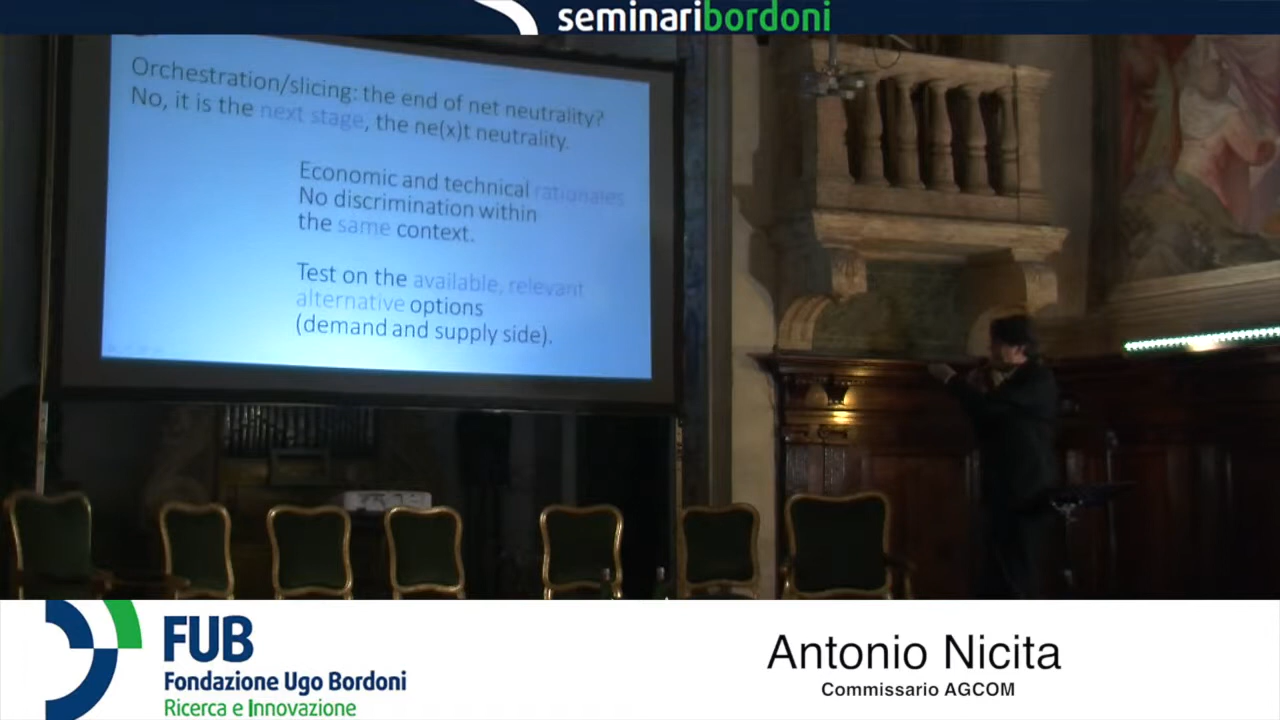 seminaribordoni
Orchestration/slicing: the end of net neutrality?
No, it is the next stage, the ne(x)t neutrality.
Economic and technical rationales
No discrimination within
the same context.
Test on the available, relevant
alternative options
(demand and supply side).
FUB
Fondazione Ugo Bordoni
Ricerca e Innovazione
Antonio Nicita
Commissario AGCOM